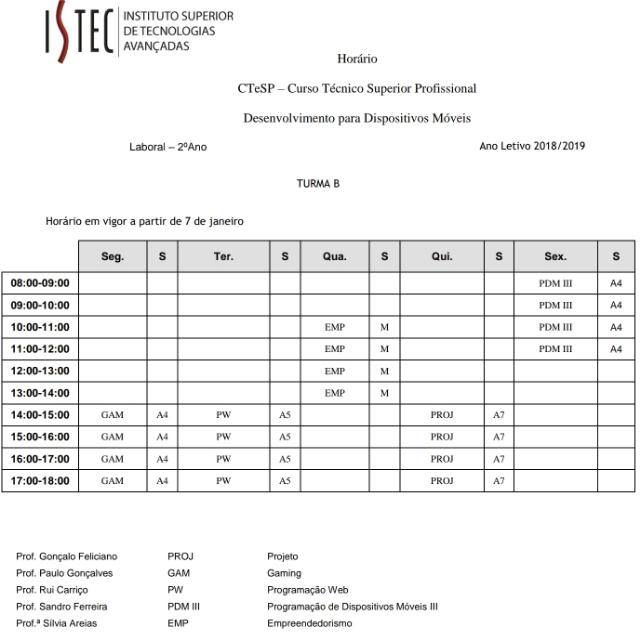 ISTEC
INSTITUTO SUPERIOR
DE TECNOLOGIAS
AVANÇADAS
Horário
CTeSP – Curso Técnico Superior Profissional
Desenvolvimento para Dispositivos Móveis
Laboral – 2ºAno Ano Letivo 2018/2019
TURMA B
Horário em vigor a partir de 7 de janeiro
Seg. S Ter. S Qua. S Qui. S Sex. S
08:00-09:00 PDM III A4
09:00-10:00 PDM III A4
10:00-11:00 EMP M PDM III A4
11:00-12:00 EMP M PDM III A4
12:00-13:00 EMP M
13:00-14:00 EMP M
14:00-15:00 GAM A4 PW A5 PROJ A7
15:00-16:00 GAM A4 PW A5 PROJ A7
16:00-17:00 GAM A4 PW A5 PROJ A7
17:00-18:00 GAM A4 PW A5 PROJ A7
Prof. Gonçalo Feliciano PROJ Projeto
Prof. Paulo Gonçalves GAM Gaming
Prof. Rui Carriço PW Programação Web
Prof. Sandro Ferreira PDM III Programação de Dispositivos Móveis III
Prof.ª Sílvia Areias EMP Empreendedorismo